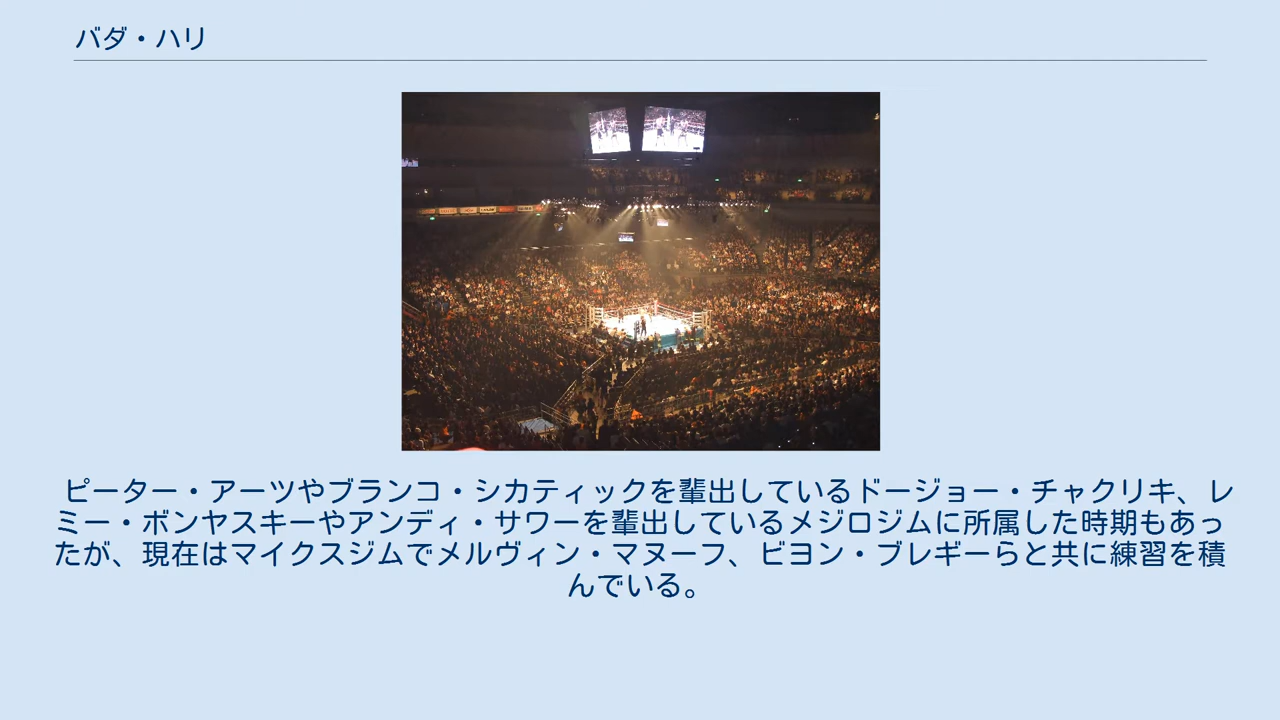 バダ・ハリ
ピーター・アーツやブランコ・シカティックを輩出しているドージョー・チャクリキ、レ
ミー・ボンヤスキーやアンディ・サワーを輩出しているメジロジムに所属した時期もあっ
たが、現在はマイクスジムでメルヴィン・マヌーフ、ビヨン・ブレギーらと共に練習を積
んでいる。